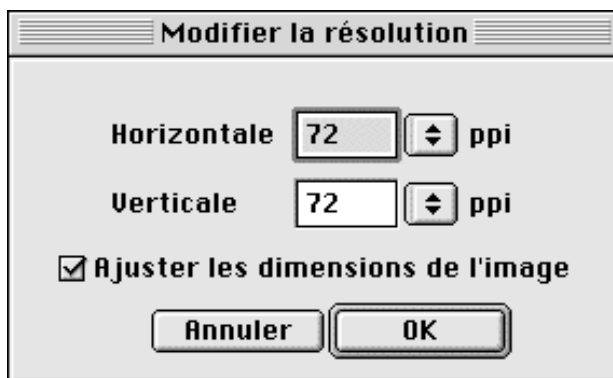 Modifier la résolution
Horizontale 72 ppi
Verticale 72 ppi
Ajuster les dimensions de l'image
Annuler OK